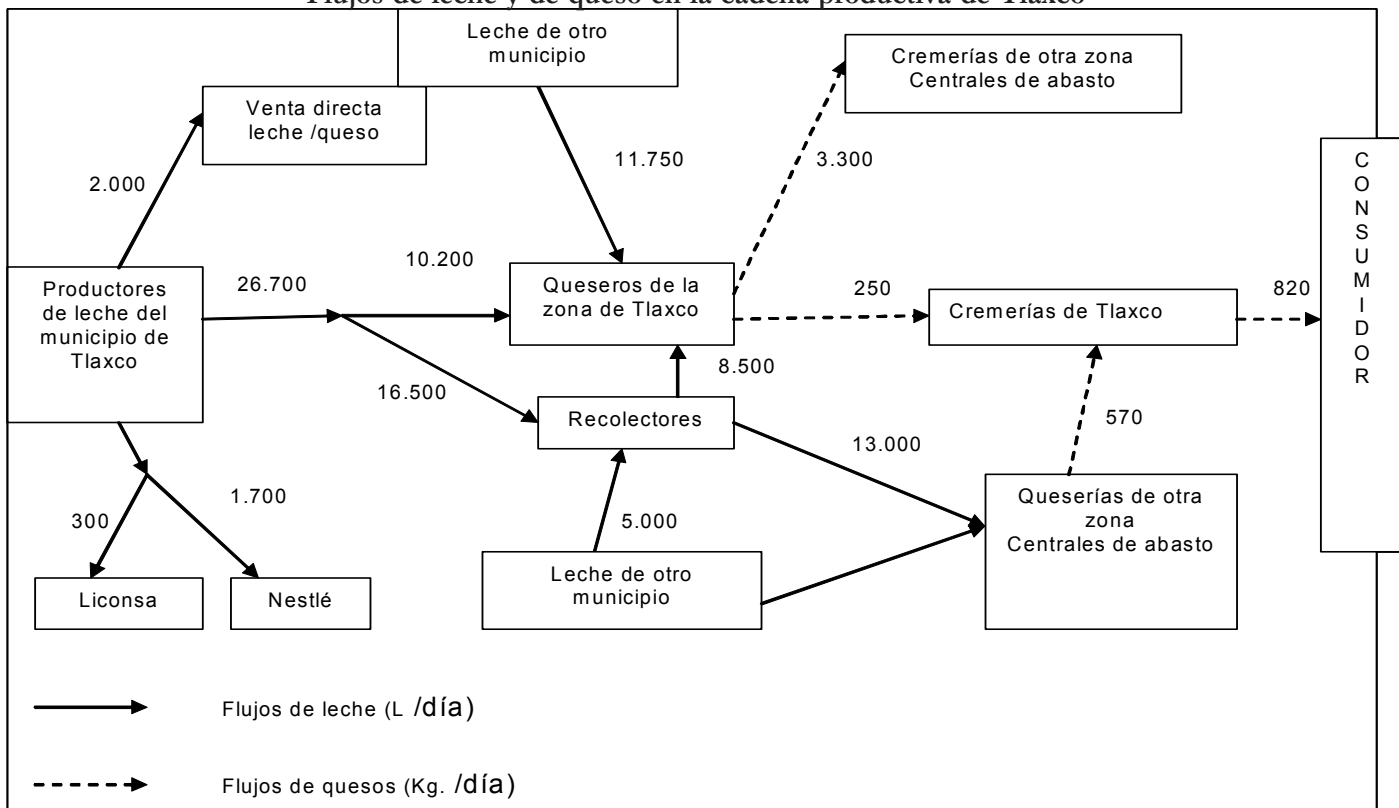 Flujos de leche y de queso en la cadena productiva de Tlaxco
Leche de otro
municipio
Cremerías de otra zona
Centrales de abasto
Venta directa
leche /queso
C
O
N
S
U
M
I
D
O
R
11.750
3.300
2.000
10.200
26.700
Productores
de leche del
municipio de
Tlaxco
Queseros de la
zona de Tlaxco
250
820
Cremerías de Tlaxco
8.500
16.500
Recolectores
570
13.000
1.700
300
5.000
Queserías de otra
zona
Centrales de abasto
Leche de otro
municipio
Liconsa
Nestlé
Flujos de leche (L /día)
Flujos de quesos (Kg. /día)